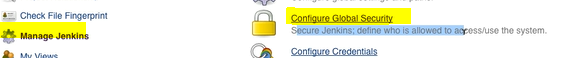 Check File Fingerprint
Manage Jenkins
My Views
Configure Global Security
Secure Jenkins; define who is allowed to access/use the system.
Configure Credentials